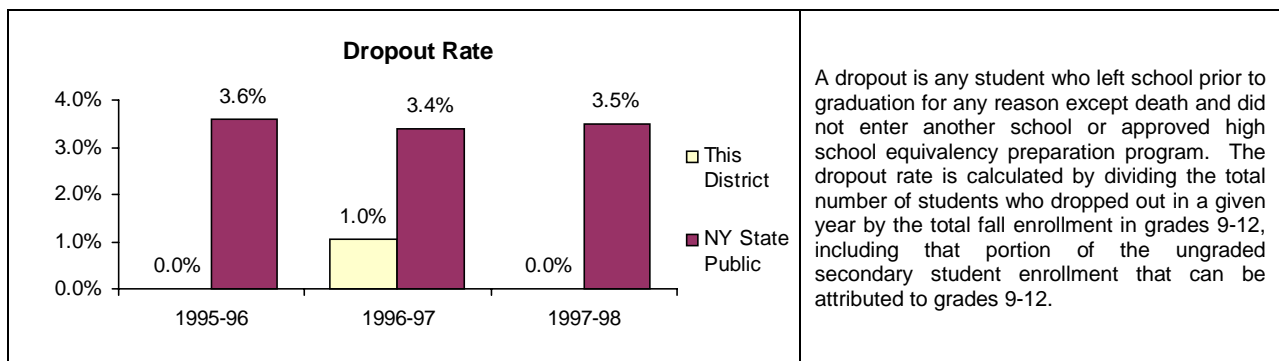 Dropout Rate
4.0%
3.0%
2.0%
1.0%
0.0%
3.6%
3.4%
3.5%
1.0%
0.0%
0.0%
1995-96
1996-97
1997-98
This
District
NY State
Public
A dropout is any student who left school prior to
graduation for any reason except death and did
not enter another school or approved high
school equivalency preparation program. The
dropout rate is calculated by dividing the total
number of students who dropped out in a given
year by the total fall enrollment in grades 9-12,
including that portion of the ungraded
secondary student enrollment that can be
attributed to grades 9-12.